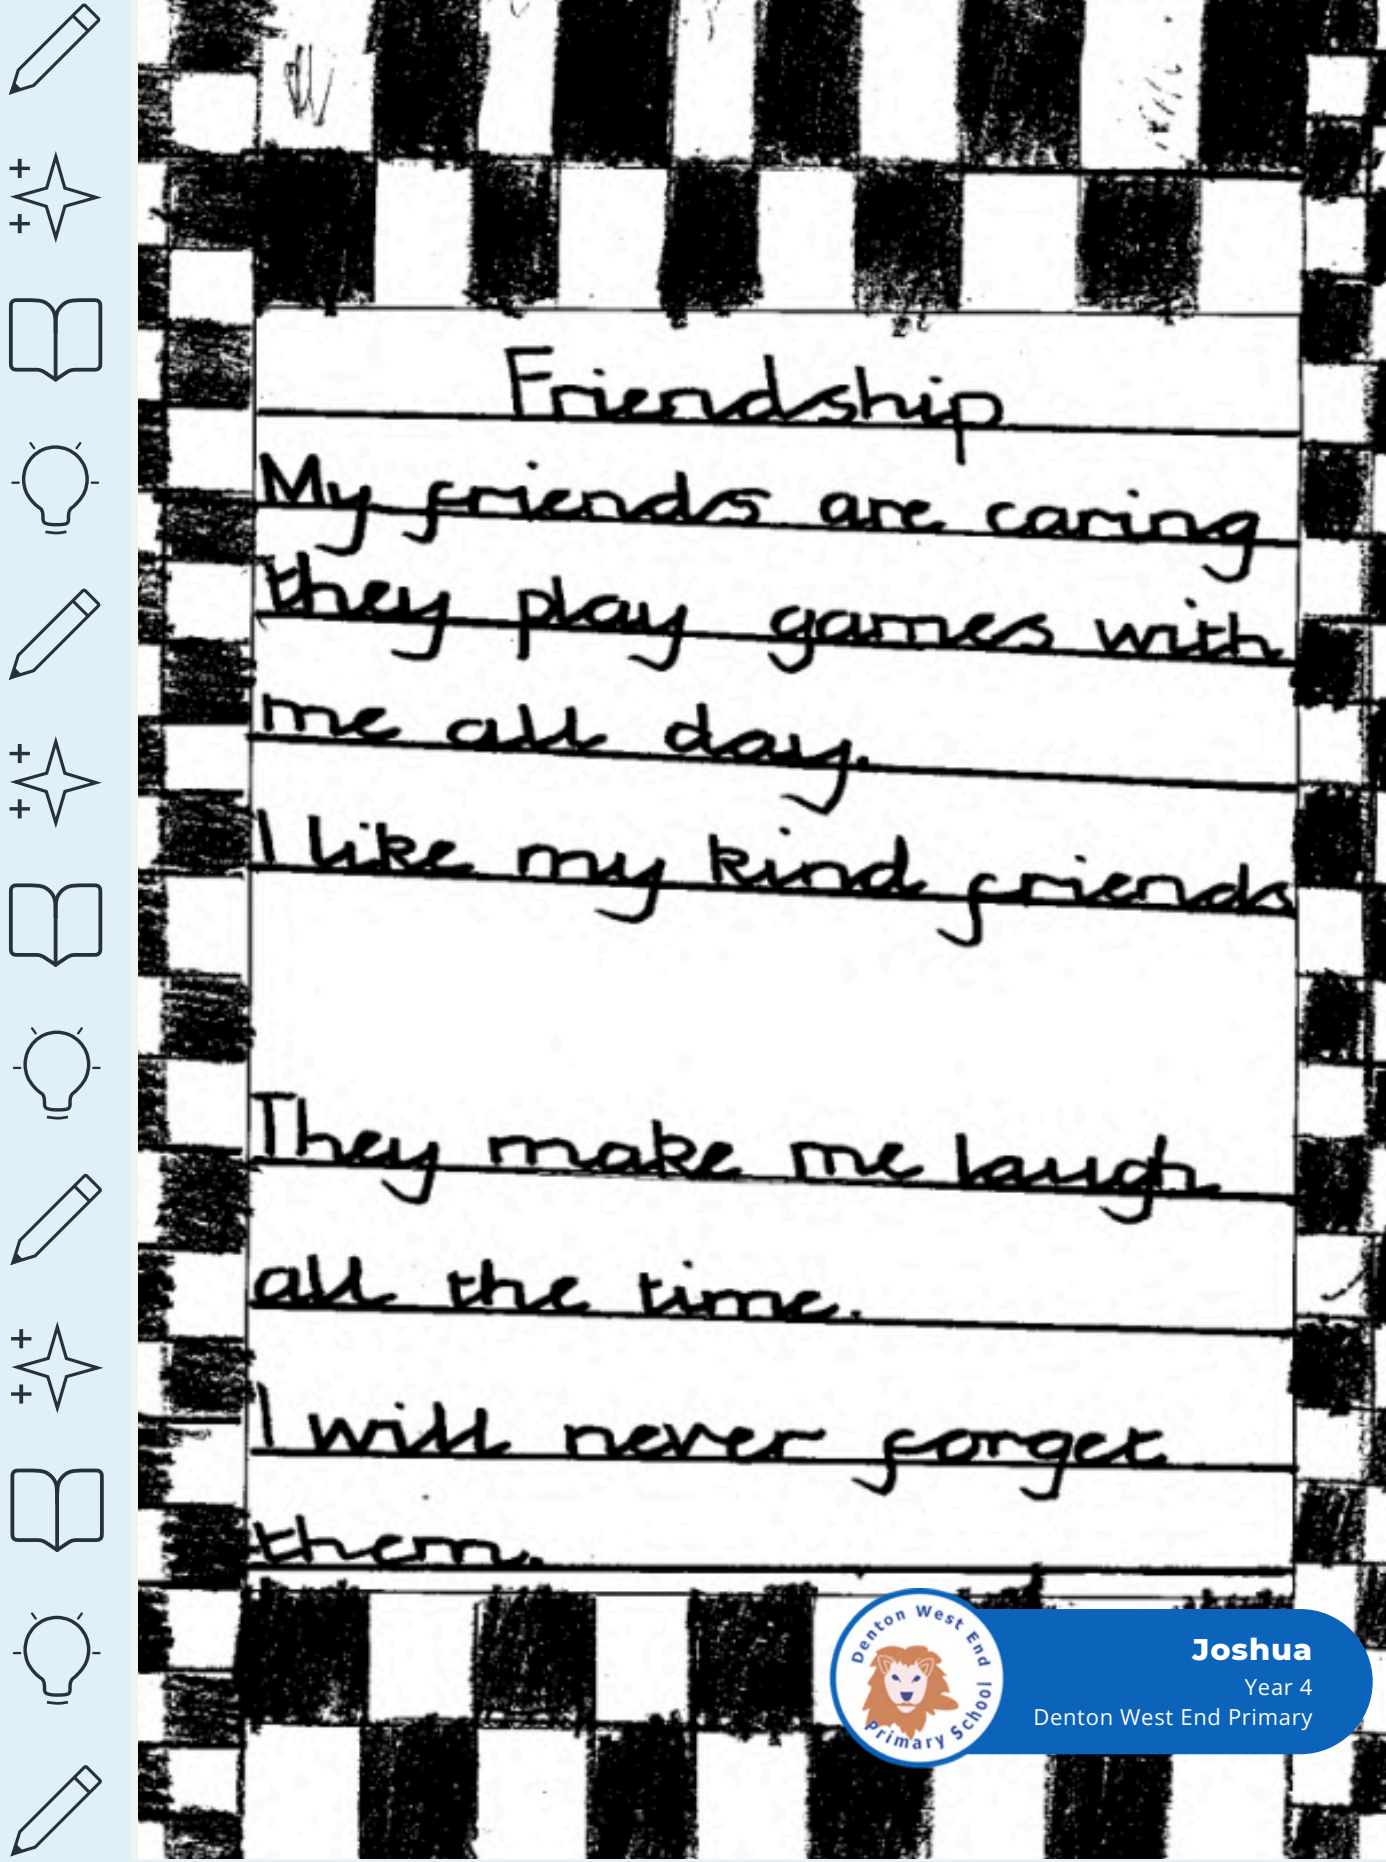 Friendship
My friends are caring
they play games with
me all day.
I like my kind friends
They make me laugh
all the time.
I will never forget
them.
Denton West End Primary School
Joshua
Year 4
Denton West End Primary